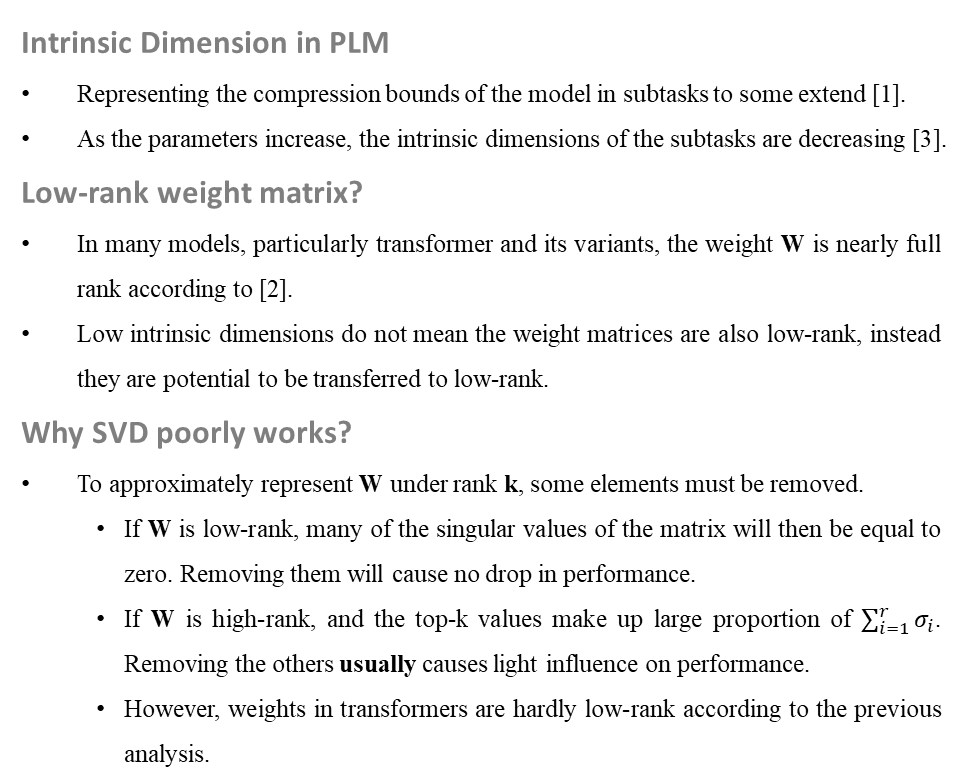 Intrinsic Dimension in PLM
• Representing the compression bounds of the model in subtasks to some extend [1].
• As the parameters increase, the intrinsic dimensions of the subtasks are decreasing [3].
Low-rank weight matrix?
• In many models, particularly transformer and its variants, the weight W is nearly full
rank according to [2].
• Low intrinsic dimensions do not mean the weight matrices are also low-rank, instead
they are potential to be transferred to low-rank.
Why SVD poorly works?
• To approximately represent W under rank k, some elements must be removed.
• If W is low-rank, many of the singular values of the matrix will then be equal to
zero. Removing them will cause no drop in performance.
• If W is high-rank, and the top-k values make up large proportion of ∑ᵣᵢ₌₁ σᵢ.
Removing the others usually causes light influence on performance.
• However, weights in transformers are hardly low-rank according to the previous
analysis.